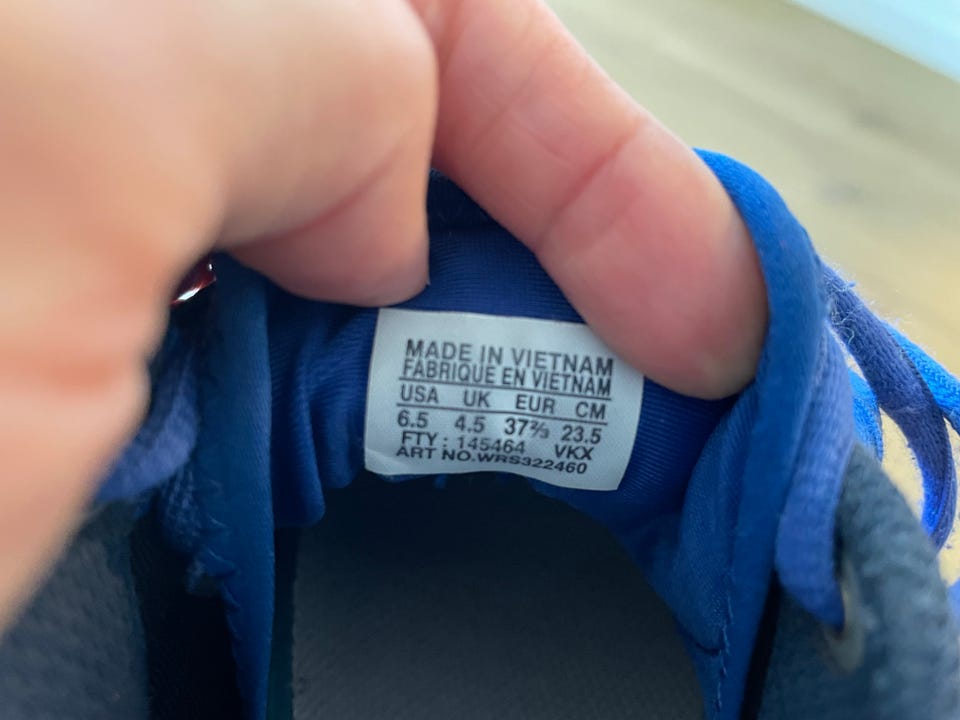 MADE IN VIETNAM
FABRIQUE EN VIETNAM
USA UK EUR CM
6.5 4.5 37⅔ 23.5
FTY : 145464 VKX
ART NO.WRS322460